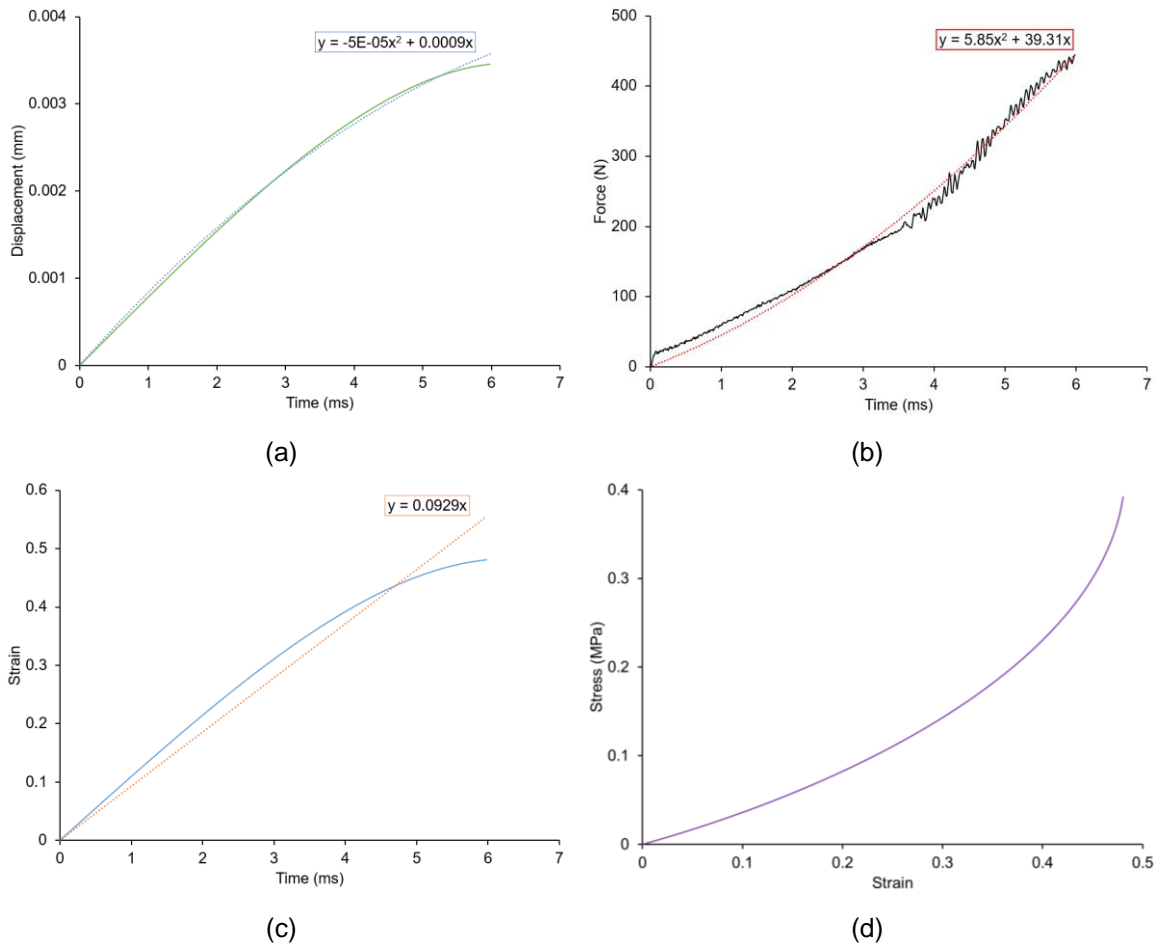 0.004
y = -5E-05x² + 0.0009x
0.003
0.002
0.001
0
Displacement (mm)
0 1 2 3 4 5 6 7
Time (ms)
(a)
500
y = 5.85x² + 39.31x
400
300
200
100
0
Force (N)
0 1 2 3 4 5 6 7
Time (ms)
(b)
0.6
y = 0.0929x
0.5
0.4
0.3
0.2
0.1
0
Strain
0 1 2 3 4 5 6 7
Time (ms)
(c)
0.4
0.3
0.2
0.1
0
Stress (MPa)
0 0.1 0.2 0.3 0.4 0.5
Strain
(d)